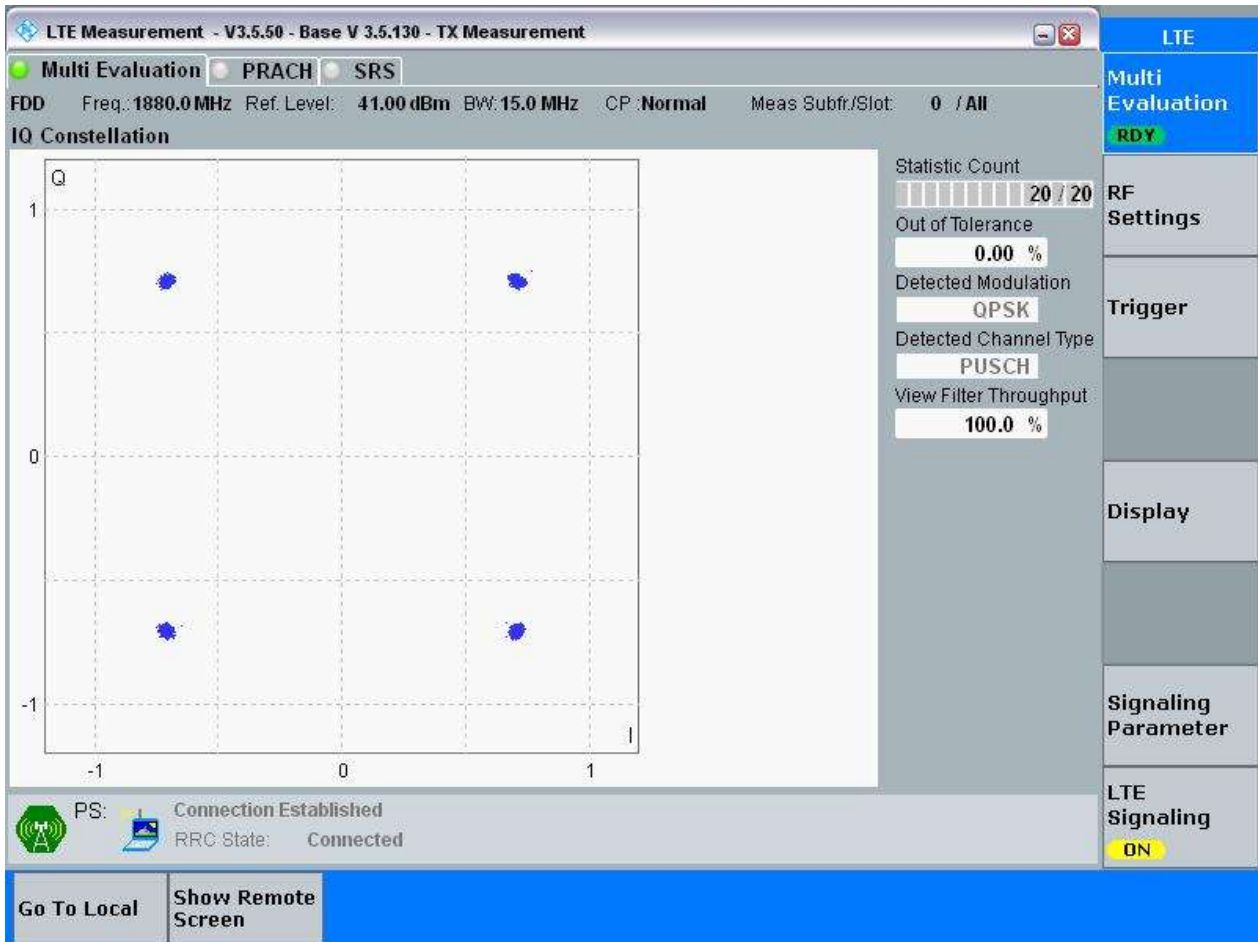 LTE Measurement - V3.5.50 - Base V 3.5.130 - TX Measurement
LTE
Multi Evaluation PRACH SRS
Multi
Evaluation
RDY
FDD Freq.: 1880.0 MHz Ref. Level: 41.00 dBm BW: 15.0 MHz CP : Normal Meas Subfr./Slot: 0 / All
IQ Constellation
Q
1
0
-1
I
-1 0 1
Statistic Count
20 / 20
Out of Tolerance
0.00 %
Detected Modulation
QPSK
Detected Channel Type
PUSCH
View Filter Throughput
100.0 %
RF
Settings
Trigger
Display
Signaling
Parameter
LTE
Signaling
ON
PS: Connection Established
RRC State: Connected
Go To Local
Show Remote
Screen